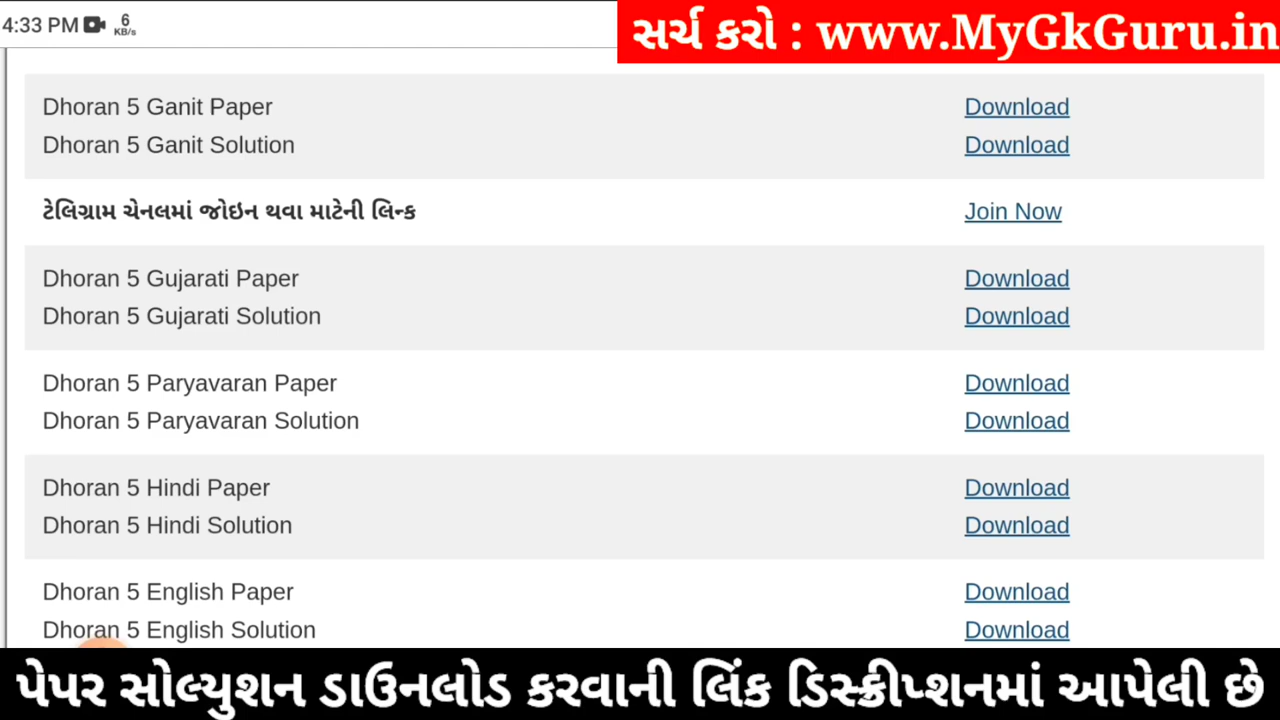 4:33 PM 6 KB/s
સર્ચ કરો : www.MyGkGuru.in
Dhoran 5 Ganit Paper Download
Dhoran 5 Ganit Solution Download
ટેલિગ્રામ ચેનલમાં જોઇન થવા માટેની લિન્ક Join Now
Dhoran 5 Gujarati Paper Download
Dhoran 5 Gujarati Solution Download
Dhoran 5 Paryavaran Paper Download
Dhoran 5 Paryavaran Solution Download
Dhoran 5 Hindi Paper Download
Dhoran 5 Hindi Solution Download
Dhoran 5 English Paper Download
Dhoran 5 English Solution Download
પેપર સોલ્યુશન ડાઉનલોડ કરવાની લિંક ડિસ્ક્રીપ્શનમાં આપેલી છે